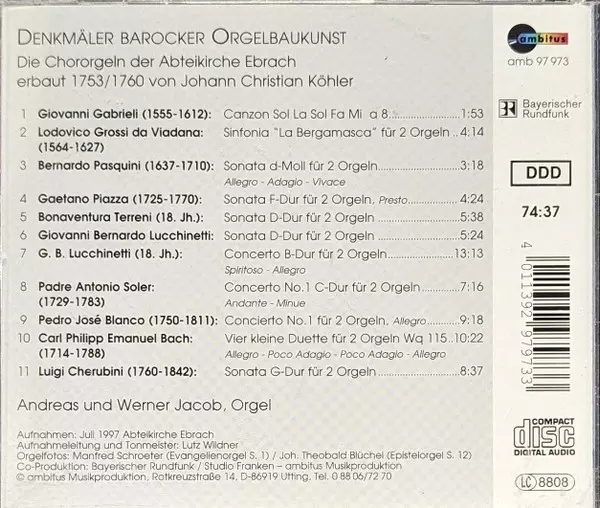 DENKMÄLER BAROCKER ORGELBAUKUNST
Die Chororgeln der Abteikirche Ebrach
erbaut 1753/1760 von Johann Christian Köhler
ambitus
amb 97 973
1 Giovanni Gabrieli (1555-1612): Canzon Sol La Sol Fa Mi a 8 1:53
2 Lodovico Grossi da Viadana: Sinfonia "La Bergamasca" für 2 Orgeln .. 4:14
(1564-1627)
3 Bernardo Pasquini (1637-1710): Sonata d-Moll für 2 Orgeln 3:18
Allegro - Adagio - Vivace
4 Gaetano Piazza (1725-1770): Sonata F-Dur für 2 Orgeln, Presto 4:24
5 Bonaventura Terreni (18. Jh.): Sonata D-Dur für 2 Orgeln 5:38
6 Giovanni Bernardo Lucchinetti: Sonata D-Dur für 2 Orgeln 5:24
7 G. B. Lucchinetti (18. Jh.): Concerto B-Dur für 2 Orgeln 13:13
Spiritoso - Allegro
8 Padre Antonio Soler: Concerto No.1 C-Dur für 2 Orgeln 7:16
(1729-1783) Andante - Minue
9 Pedro José Blanco (1750-1811): Concierto No.1 für 2 Orgeln, Allegro 9:18
10 Carl Philipp Emanuel Bach: Vier kleine Duette für 2 Orgeln Wq 115 .. 10:22
(1714-1788) Allegro - Poco Adagio - Poco Adagio - Allegro
11 Luigi Cherubini (1760-1842): Sonata G-Dur für 2 Orgeln 8:37
Bayerischer
Rundfunk
DDD
74:37
4 011392 979733
Andreas und Werner Jacob, Orgel
Aufnahmen: Juli 1997 Abteikirche Ebrach
Aufnahmeleitung und Tonmeister: Lutz Wildner
Orgelfotos: Manfred Schroeter (Evangelienorgel S. 1) / Joh. Theobald Blüchel (Epistelorgel S. 12)
Co-Produktion: Bayerischer Rundfunk / Studio Franken – ambitus Musikproduktion
© ambitus Musikproduktion, Rotkreuzstraße 14, D-86919 Utting, Tel. 0 88 06/72 70
COMPACT
disc
DIGITAL AUDIO
LC 8808